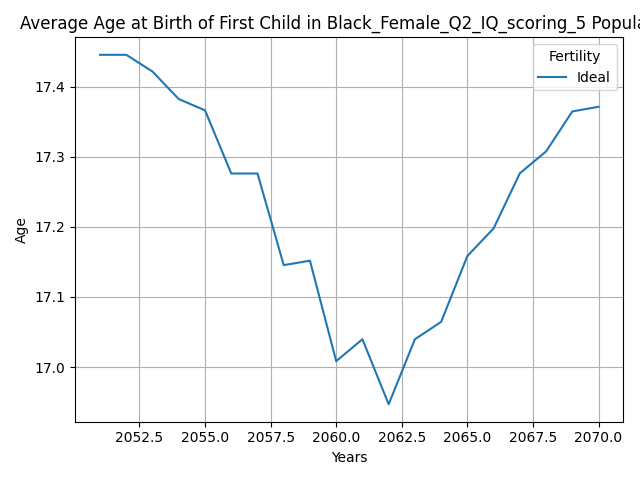 Average Age at Birth of First Child in Black_Female_Q2_IQ_scoring_5 Popula
Fertility
Ideal
17.4
17.3
17.2
17.1
17.0
Age
2052.5 2055.0 2057.5 2060.0 2062.5 2065.0 2067.5 2070.0
Years